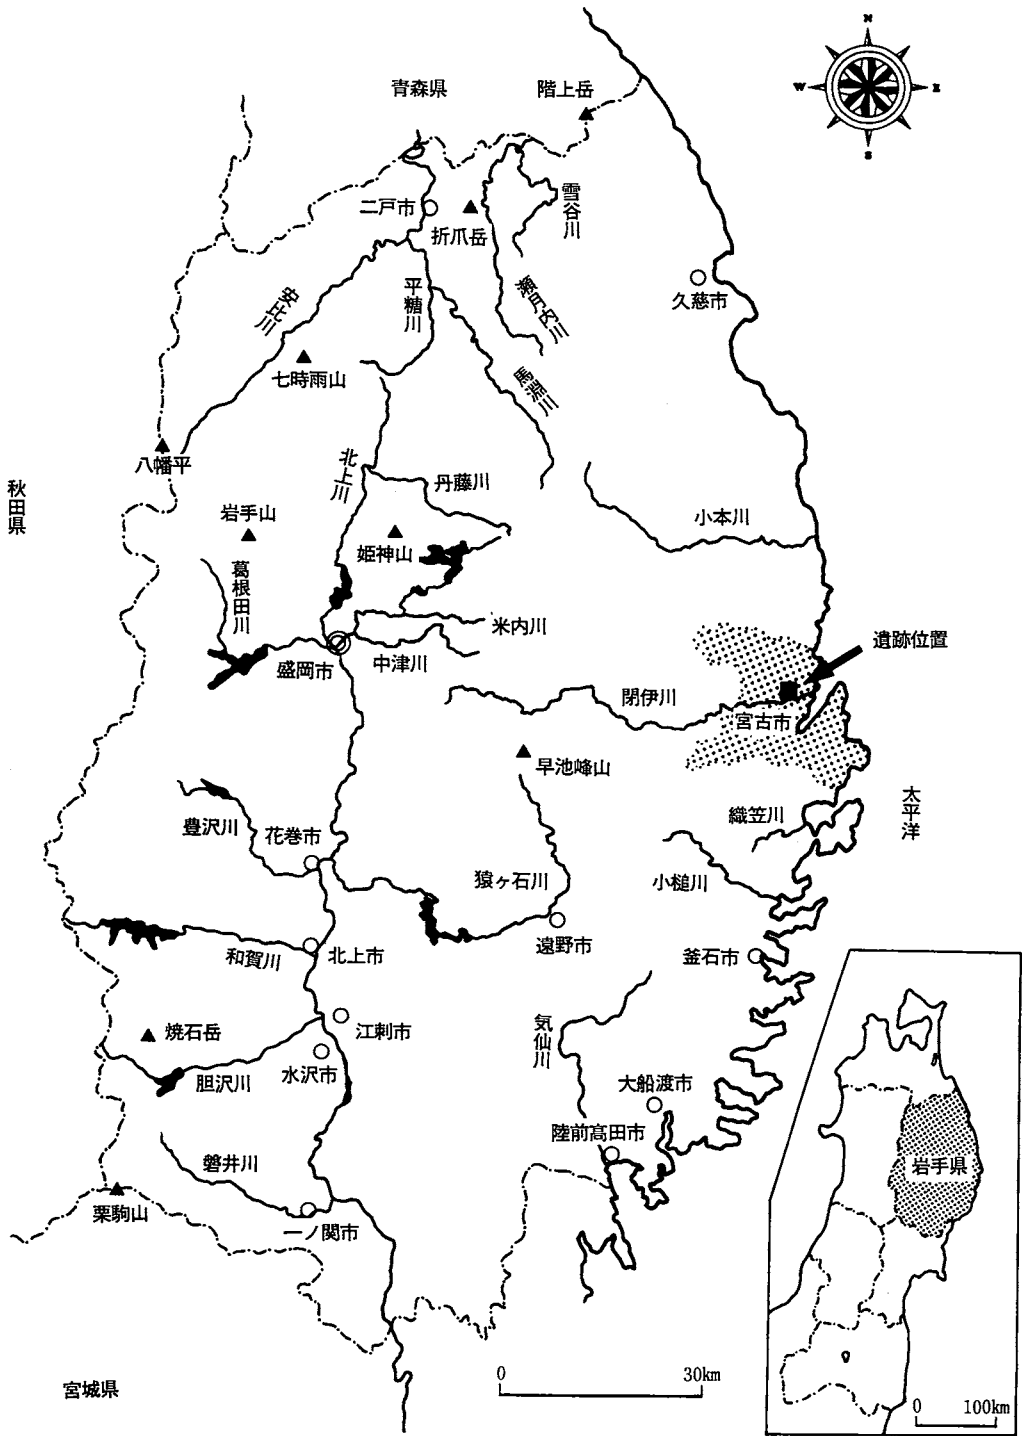 N
W
E
S
青森県
階上岳
二戸市
折爪岳
雪谷川
瀬月内川
久慈市
安比川
平糖川
七時雨山
馬淵川
八幡平
秋田県
北上川
丹藤川
岩手山
姫神山
小本川
葛根田川
米内川
盛岡市
中津川
遺跡位置
閉伊川
宮古市
早池峰山
太平洋
豊沢川
花巻市
織笠川
猿ヶ石川
小槌川
和賀川
北上市
遠野市
釜石市
焼石岳
江刺市
気仙川
胆沢川
水沢市
大船渡市
陸前高田市
磐井川
栗駒山
一ノ関市
岩手県
宮城県
0 30km
0 100km